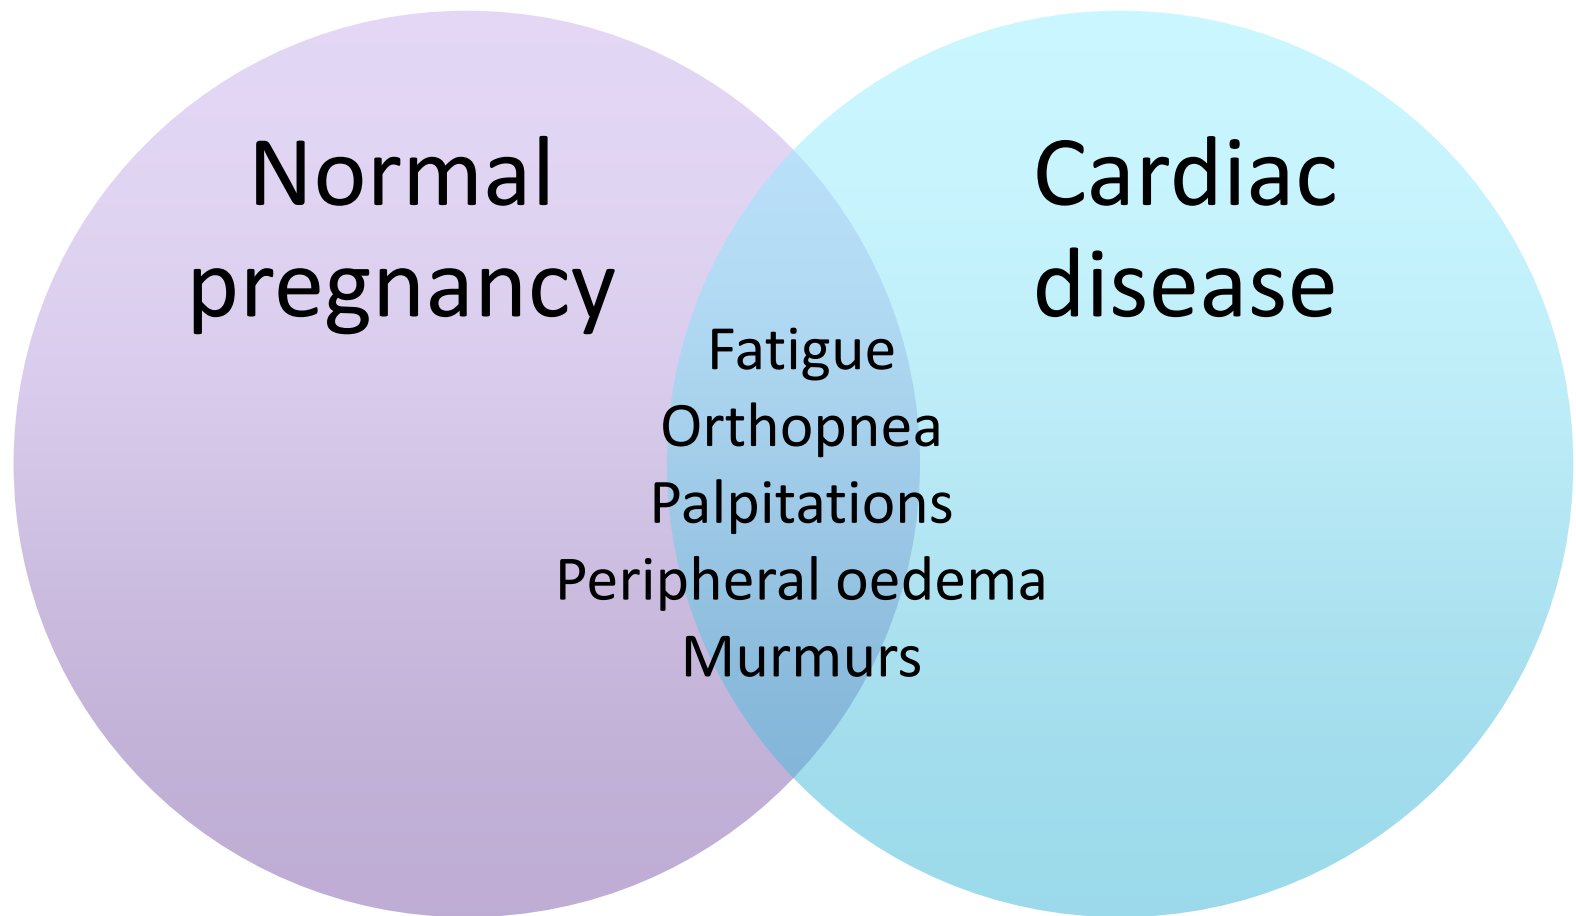 Normal
pregnancy
Cardiac
disease
Fatigue
Orthopnea
Palpitations
Peripheral oedema
Murmurs